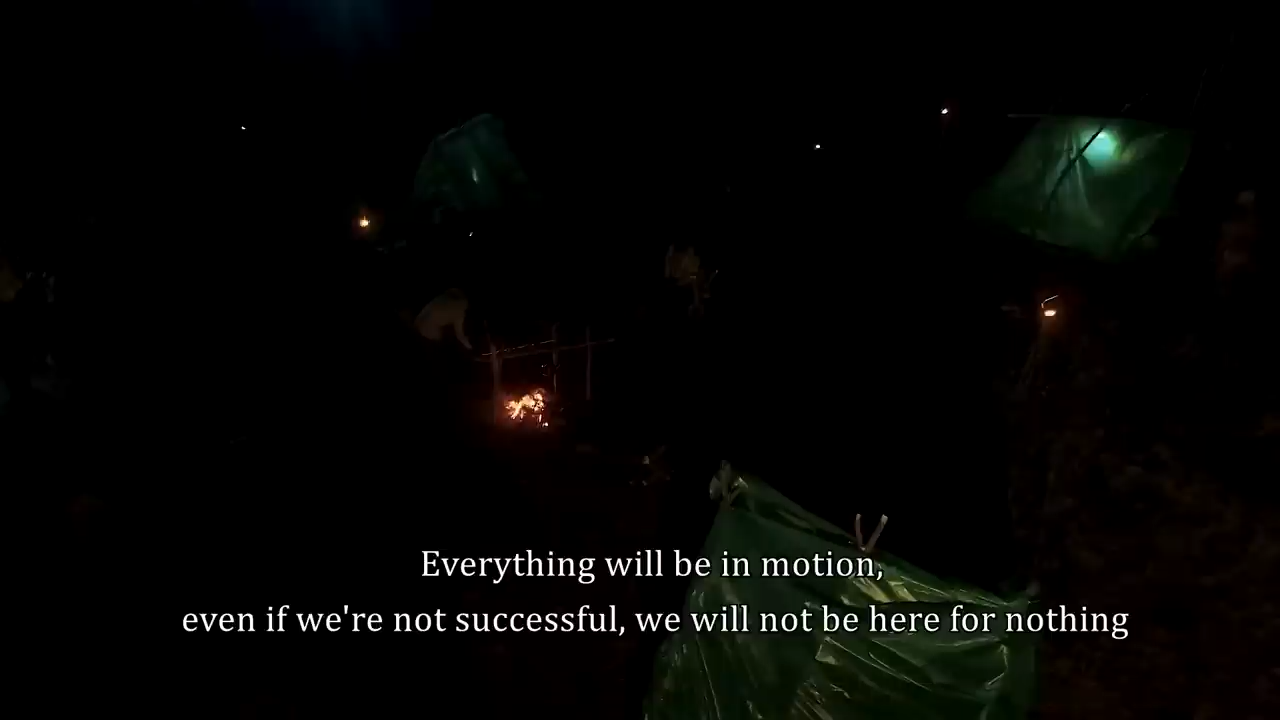 Everything will be in motion,
even if we're not successful, we will not be here for nothing